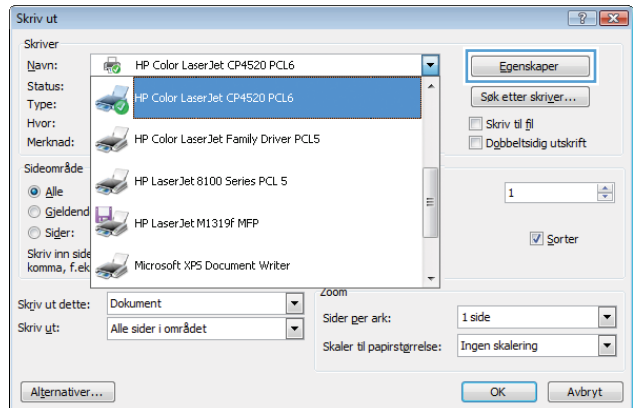 Skriv ut
Skriver
Navn: HP Color LaserJet CP4520 PCL6
Egenskaper
Status:
HP Color LaserJet CP4520 PCL6
Søk etter skriver...
Type:
Hvor:
Skriv til fil
Merknad:
HP Color LaserJet Family Driver PCL5
Dobbeltsidig utskrift
Sideområde
HP LaserJet 8100 Series PCL 5
Alle
1
Gjeldend
HP LaserJet M1319f MFP
Sider:
Sorter
Skriv inn side
komma, f.ek
Microsoft XPS Document Writer
Zoom
Skriv ut dette: Dokument
Sider per ark: 1 side
Skriv ut: Alle sider i området
Skaler til papirstørrelse: Ingen skalering
Alternativer...
OK
Avbryt